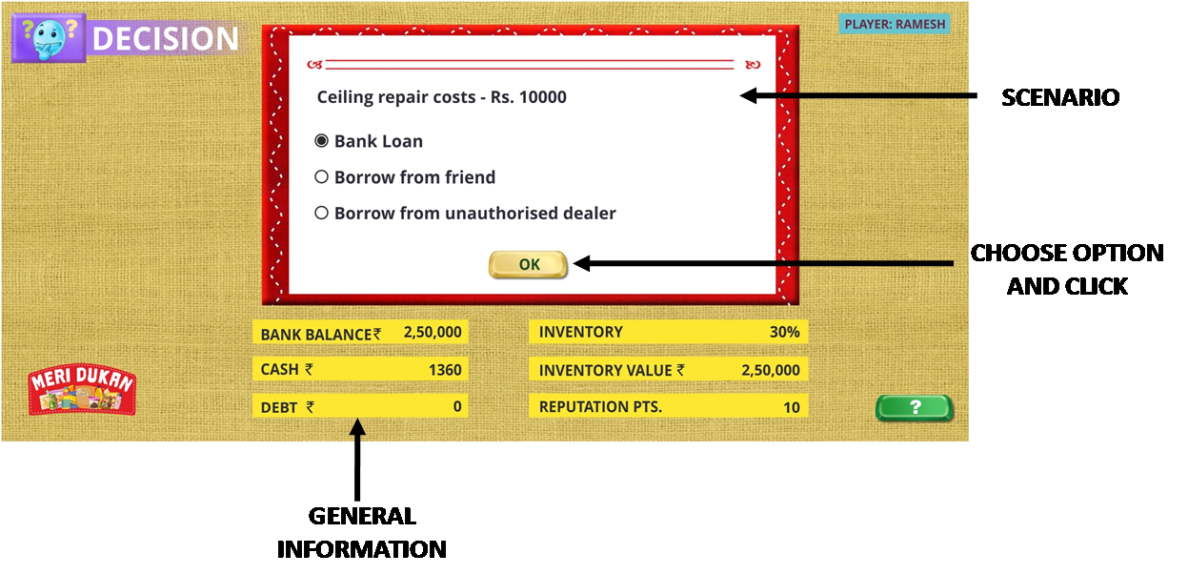 DECISION
PLAYER: RAMESH
Ceiling repair costs - Rs. 10000
Bank Loan
Borrow from friend
Borrow from unauthorised dealer
OK
SCENARIO
CHOOSE OPTION
AND CLICK
BANK BALANCE₹ 2,50,000
CASH ₹ 1360
DEBT ₹ 0
INVENTORY 30%
INVENTORY VALUE ₹ 2,50,000
REPUTATION PTS. 10
MERI DUKAN
?
GENERAL
INFORMATION